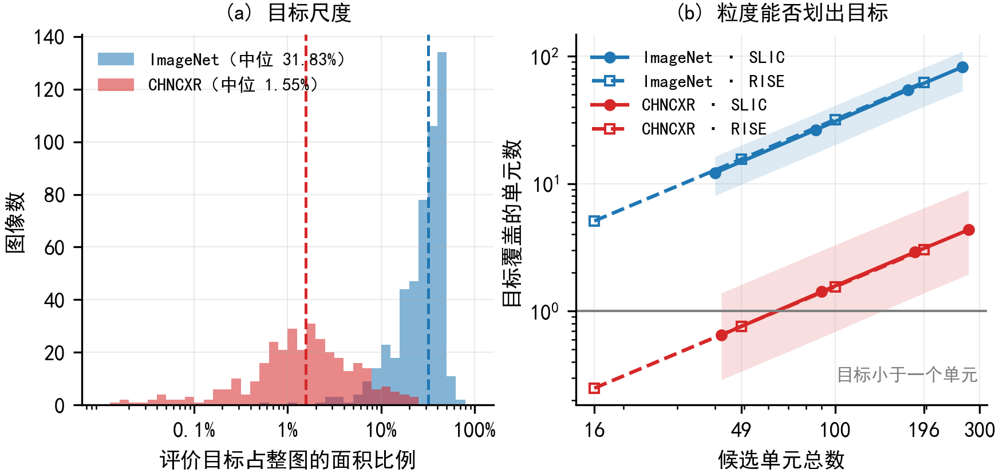 (a) 目标尺度
ImageNet（中位 31.83%）
CHNCXR（中位 1.55%）
图像数
140
120
100
80
60
40
20
0
0.1%
1%
10%
100%
评价目标占整图的面积比例
(b) 粒度能否划出目标
ImageNet · SLIC
ImageNet · RISE
CHNCXR · SLIC
CHNCXR · RISE
目标覆盖的单元数
10²
10¹
10⁰
目标小于一个单元
16
49
100
196
300
候选单元总数